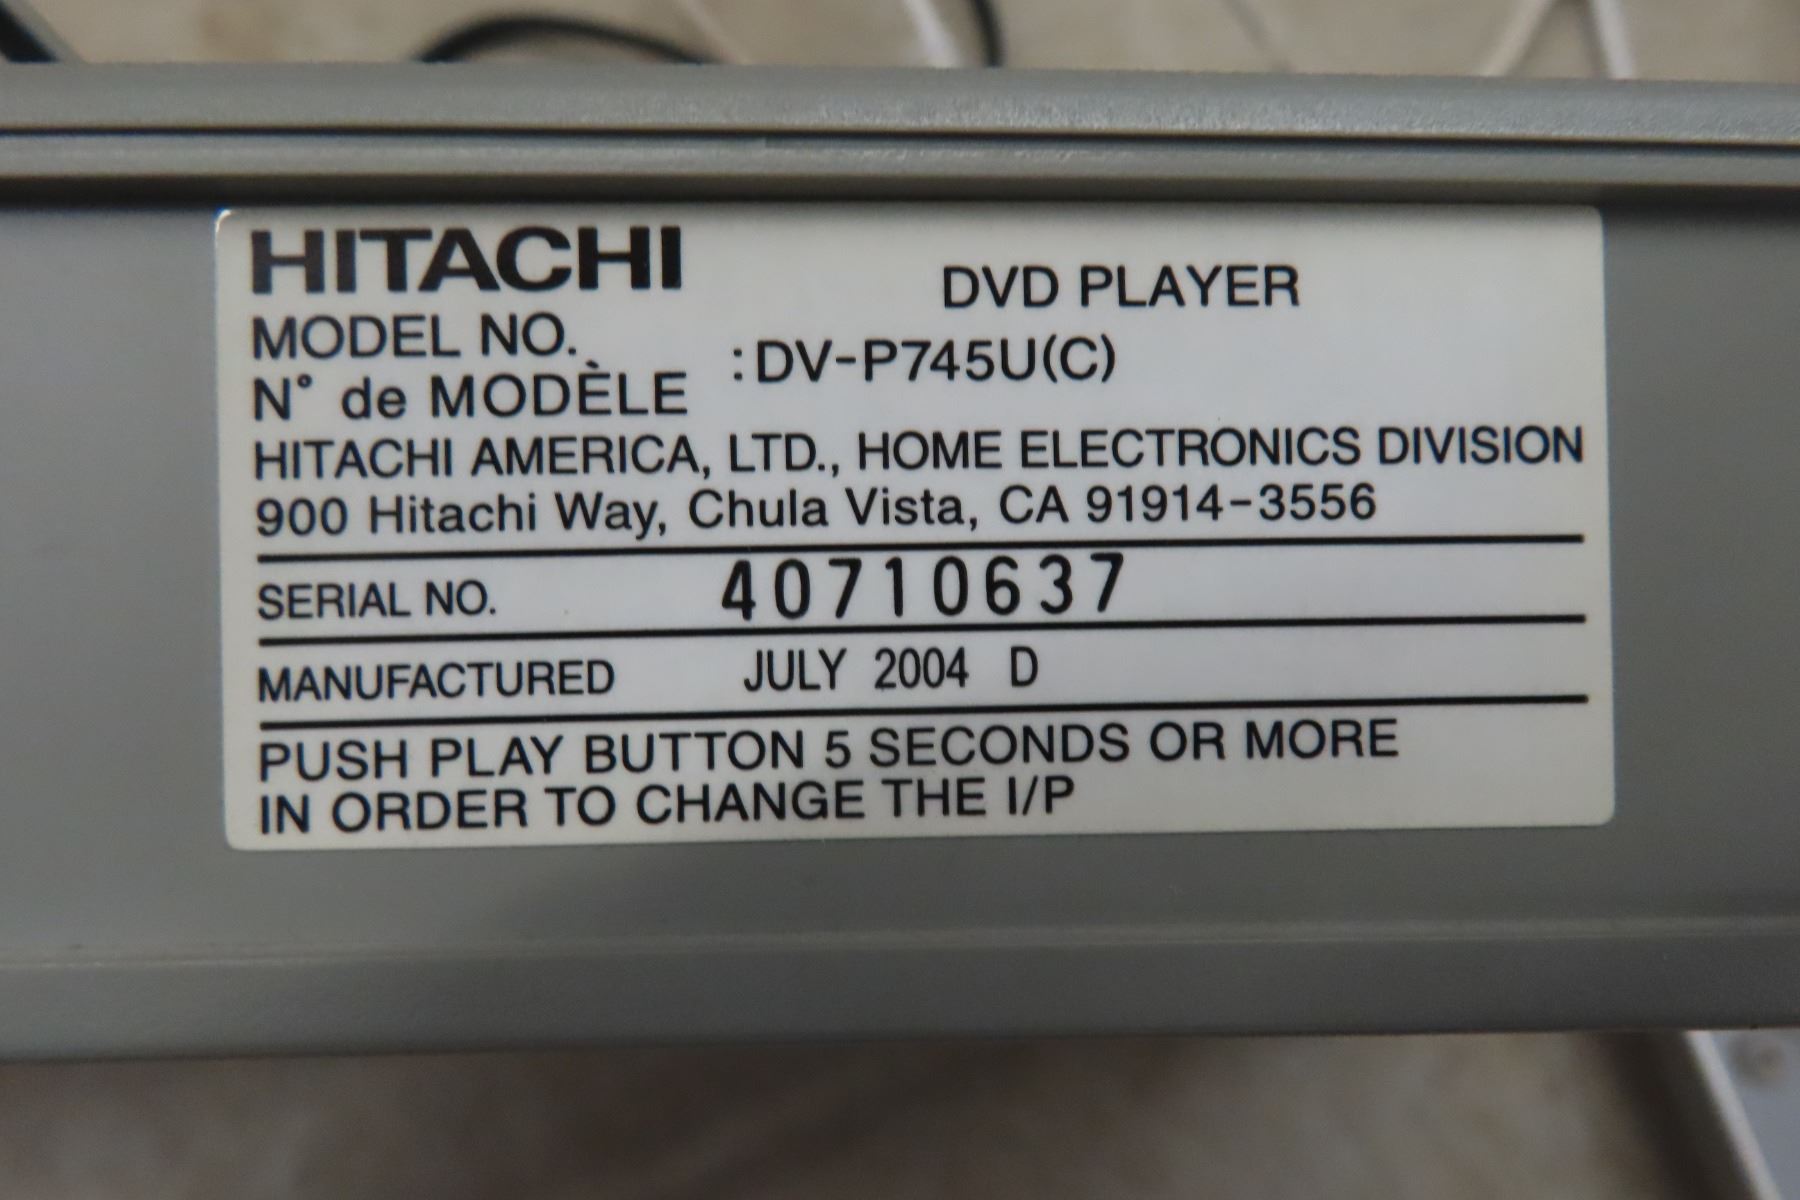 HITACHI
DVD PLAYER
MODEL NO.
N° de MODÈLE
:DV-P745U(C)
HITACHI AMERICA, LTD., HOME ELECTRONICS DIVISION
900 Hitachi Way, Chula Vista, CA 91914-3556
SERIAL NO. 40710637
MANUFACTURED JULY 2004 D
PUSH PLAY BUTTON 5 SECONDS OR MORE
IN ORDER TO CHANGE THE I/P